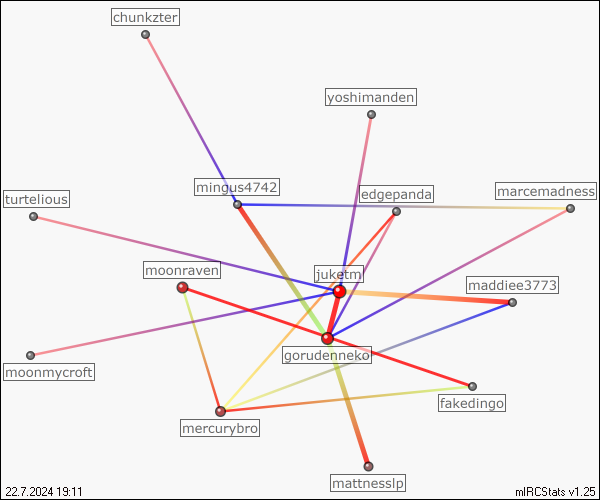 chunkzter
yoshimanden
mingus4742
edgepanda
marcemadness
turtelious
moonraven
juketm
maddiee3773
gorudenneko
moonmycroft
fakedingo
mercurybro
mattnesslp
22.7.2024 19:11
mIRCStats v1.25